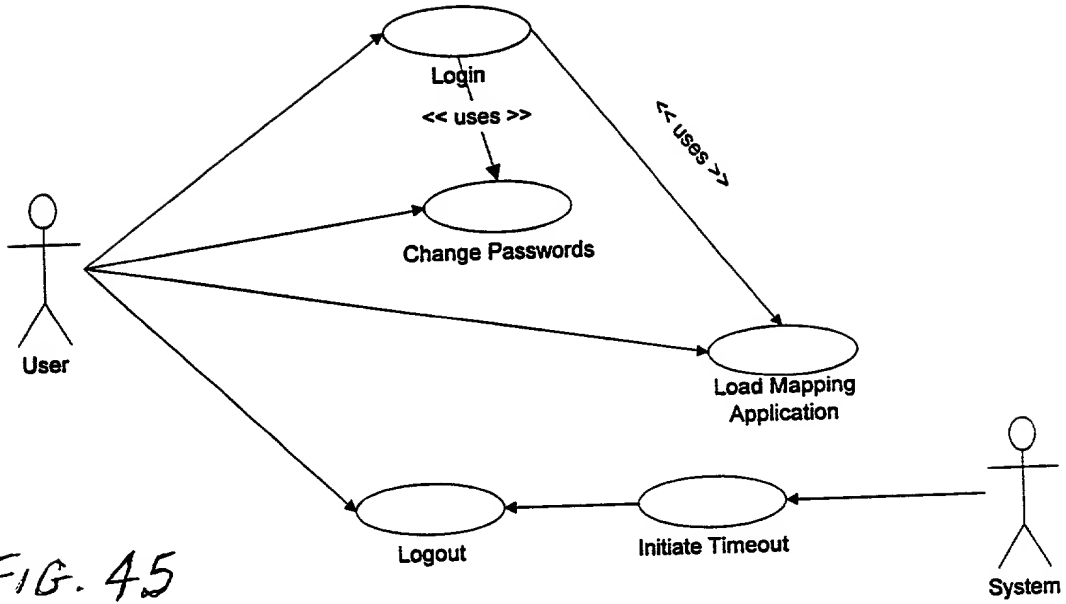 Login
<< uses >>
<< uses >>
Change Passwords
User
Load Mapping
Application
Logout
Initiate Timeout
System
FIG. 45